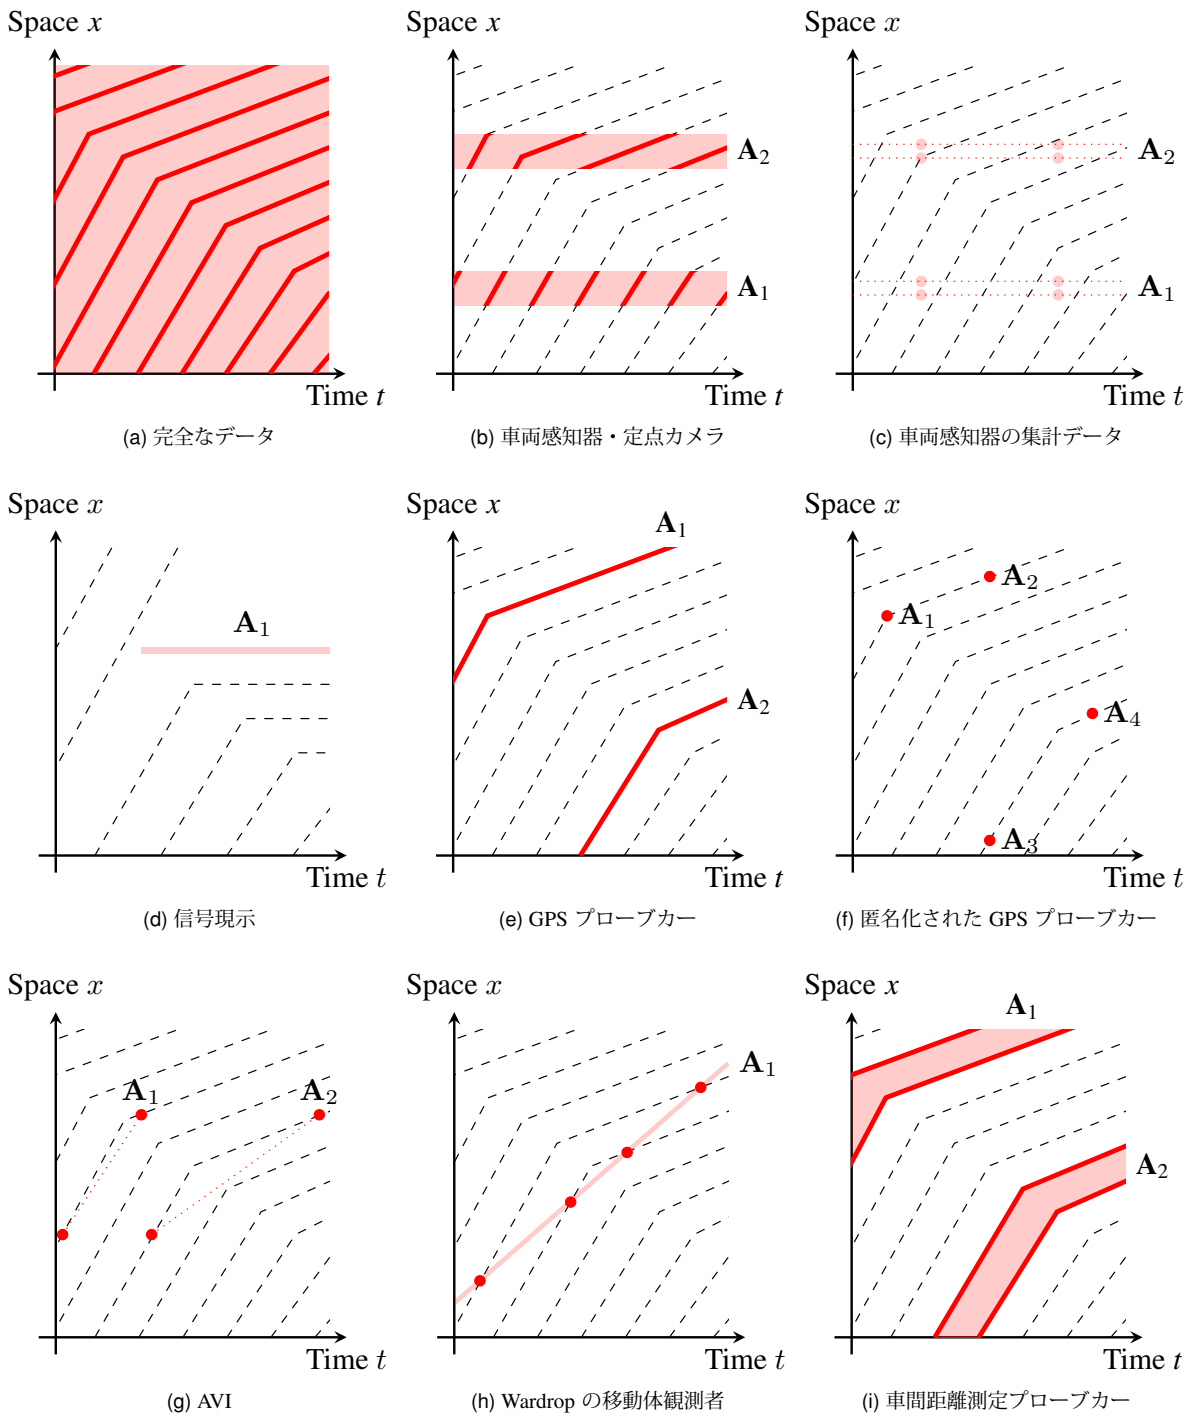 Space x
Space x
Space x
A2
A2
A1
A1
Time t
Time t
Time t
(a) 完全なデータ
(b) 車両感知器・定点カメラ
(c) 車両感知器の集計データ
Space x
Space x
Space x
A1
A2
A1
A1
A2
A4
A3
Time t
Time t
Time t
(d) 信号現示
(e) GPS プローブカー
(f) 匿名化された GPS プローブカー
Space x
Space x
Space x
A1
A1
A1
A2
A2
Time t
Time t
Time t
(g) AVI
(h) Wardrop の移動体観測者
(i) 車間距離測定プローブカー